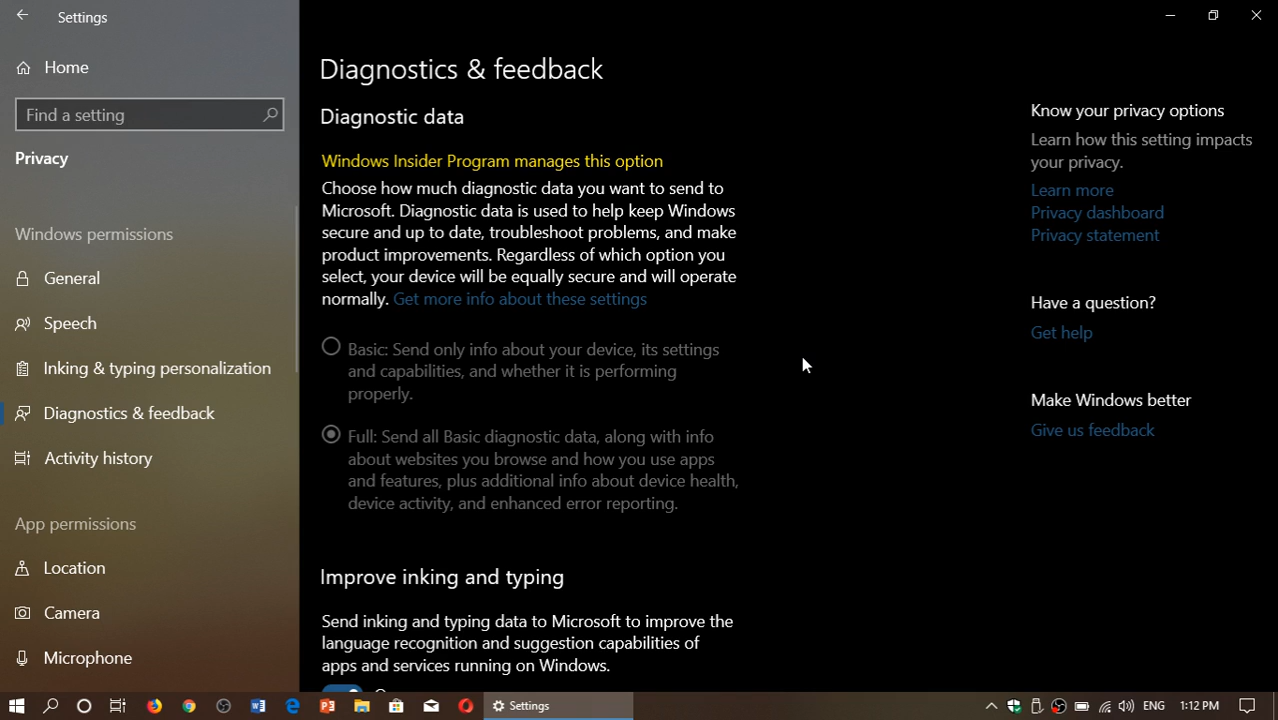 Settings
Home
Find a setting
Privacy
Windows permissions
General
Speech
Inking & typing personalization
Diagnostics & feedback
Activity history
App permissions
Location
Camera
Microphone
Diagnostics & feedback
Diagnostic data
Windows Insider Program manages this option
Choose how much diagnostic data you want to send to
Microsoft. Diagnostic data is used to help keep Windows
secure and up to date, troubleshoot problems, and make
product improvements. Regardless of which option you
select, your device will be equally secure and will operate
normally. Get more info about these settings
Basic: Send only info about your device, its settings
and capabilities, and whether it is performing
properly.
Full: Send all Basic diagnostic data, along with info
about websites you browse and how you use apps
and features, plus additional info about device health,
device activity, and enhanced error reporting.
Improve inking and typing
Send inking and typing data to Microsoft to improve the
language recognition and suggestion capabilities of
apps and services running on Windows.
Know your privacy options
Learn how this setting impacts
your privacy.
Learn more
Privacy dashboard
Privacy statement
Have a question?
Get help
Make Windows better
Give us feedback
Settings
ENG
1:12 PM